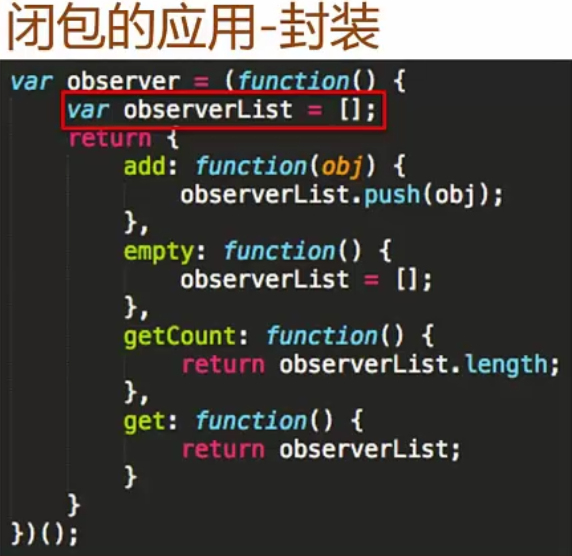 闭包的应用-封装
var observer = (function() {
    var observerList = [];
    return {
        add: function(obj) {
            observerList.push(obj);
        },
        empty: function() {
            observerList = [];
        },
        getCount: function() {
            return observerList.length;
        },
        get: function() {
            return observerList;
        }
    }
})();